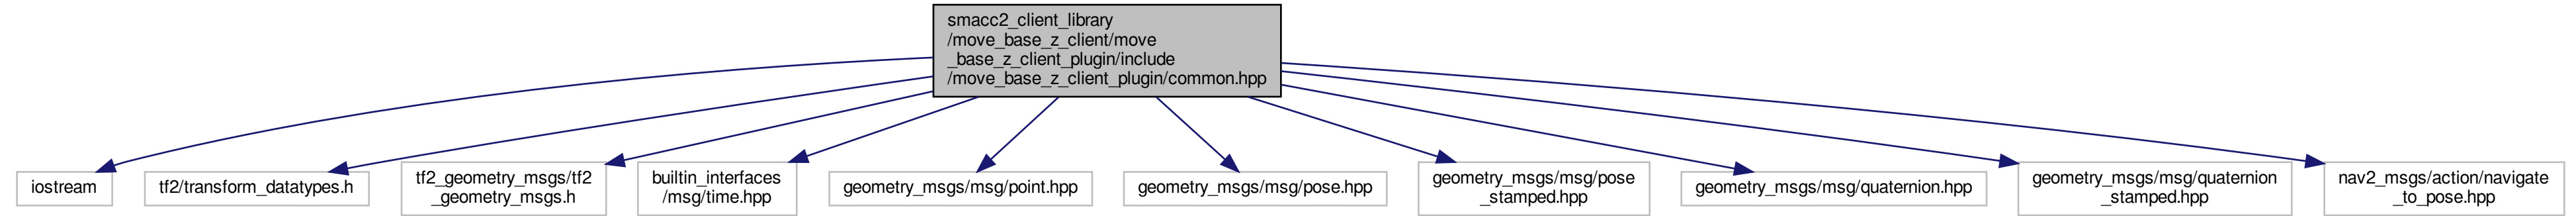 smacc2_client_library
/move_base_z_client/move
_base_z_client_plugin/include
/move_base_z_client_plugin/common.hpp
iostream
tf2/transform_datatypes.h
tf2_geometry_msgs/tf2
_geometry_msgs.h
builtin_interfaces
/msg/time.hpp
geometry_msgs/msg/point.hpp
geometry_msgs/msg/pose.hpp
geometry_msgs/msg/pose
_stamped.hpp
geometry_msgs/msg/quaternion.hpp
geometry_msgs/msg/quaternion
_stamped.hpp
nav2_msgs/action/navigate
_to_pose.hpp